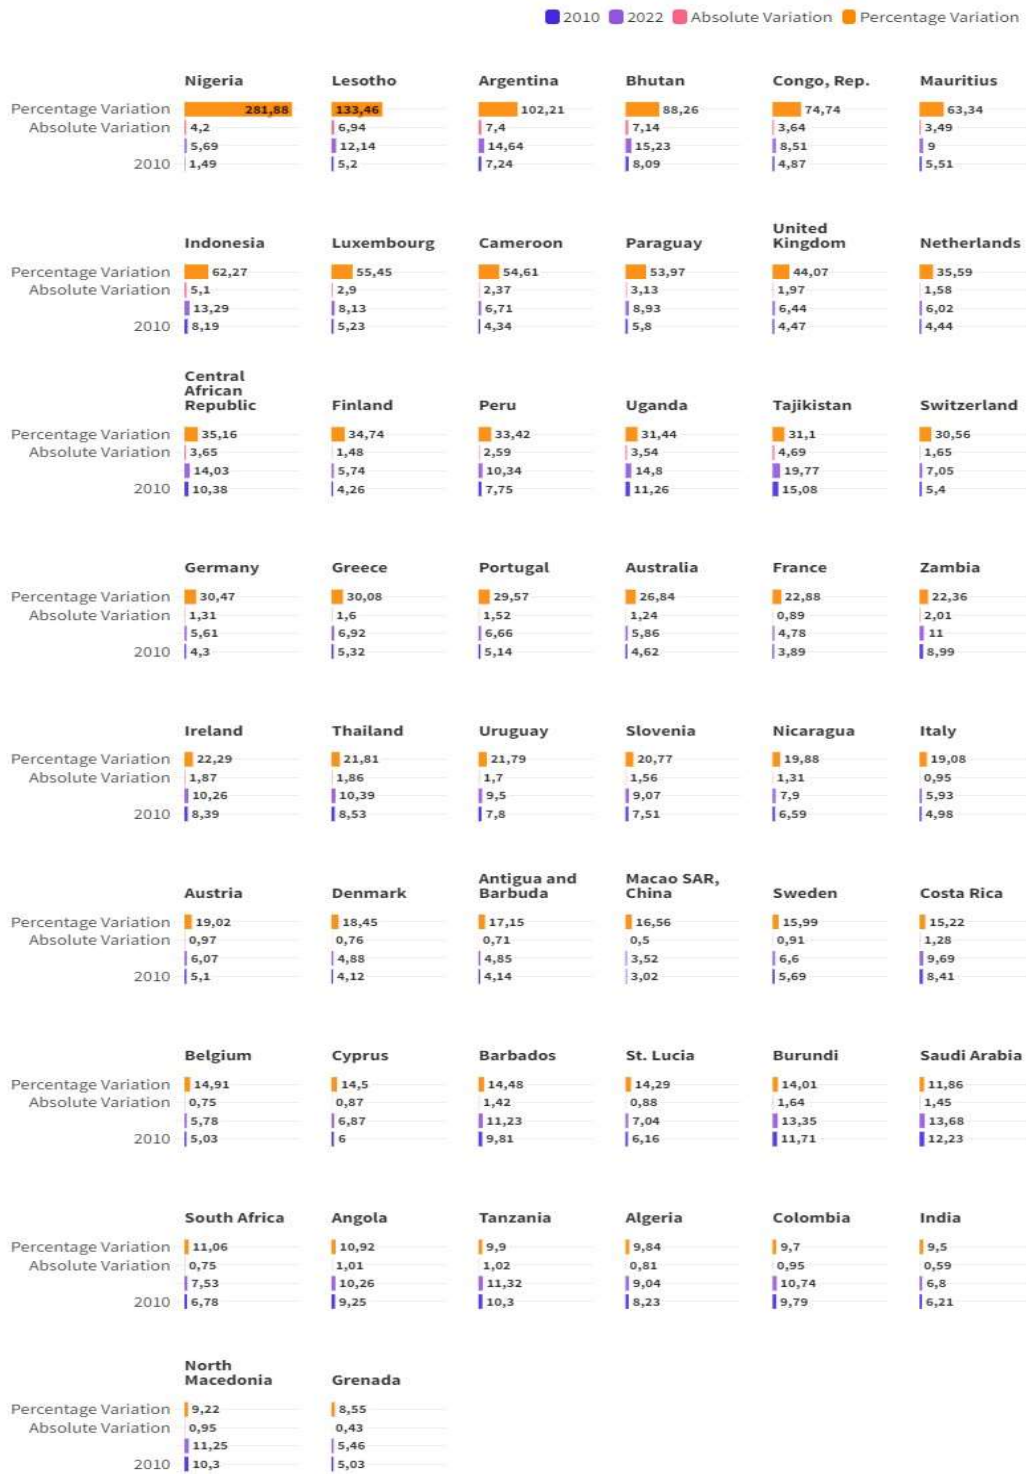 2010 2022 Absolute Variation Percentage Variation
Nigeria Lesotho Argentina Bhutan Congo, Rep. Mauritius
Percentage Variation 281,88 133,46 102,21 88,26 74,74 63,34
Absolute Variation 4,2 6,94 7,4 7,14 3,64 3,49
5,69 12,14 14,64 15,23 8,51 9
2010 1,49 5,2 7,24 8,09 4,87 5,51
United
Indonesia Luxembourg Cameroon Paraguay Kingdom Netherlands
Percentage Variation 62,27 55,45 54,61 53,97 44,07 35,59
Absolute Variation 5,1 2,9 2,37 3,13 1,97 1,58
13,29 8,13 6,71 8,93 6,44 6,02
2010 8,19 5,23 4,34 5,8 4,47 4,44
Central
African
Republic Finland Peru Uganda Tajikistan Switzerland
Percentage Variation 35,16 34,74 33,42 31,44 31,1 30,56
Absolute Variation 3,65 1,48 2,59 3,54 4,69 1,65
14,03 5,74 10,34 14,8 19,77 7,05
2010 10,38 4,26 7,75 11,26 15,08 5,4
Germany Greece Portugal Australia France Zambia
Percentage Variation 30,47 30,08 29,57 26,84 22,88 22,36
Absolute Variation 1,31 1,6 1,52 1,24 0,89 2,01
5,61 6,92 6,66 5,86 4,78 11
2010 4,3 5,32 5,14 4,62 3,89 8,99
Ireland Thailand Uruguay Slovenia Nicaragua Italy
Percentage Variation 22,29 21,81 21,79 20,77 19,88 19,08
Absolute Variation 1,87 1,86 1,7 1,56 1,31 0,95
10,26 10,39 9,5 9,07 7,9 5,93
2010 8,39 8,53 7,8 7,51 6,59 4,98
Antigua and Macao SAR,
Austria Denmark Barbuda China Sweden Costa Rica
Percentage Variation 19,02 18,45 17,15 16,56 15,99 15,22
Absolute Variation 0,97 0,76 0,71 0,5 0,91 1,28
6,07 4,88 4,85 3,52 6,6 9,69
2010 5,1 4,12 4,14 3,02 5,69 8,41
Belgium Cyprus Barbados St. Lucia Burundi Saudi Arabia
Percentage Variation 14,91 14,5 14,48 14,29 14,01 11,86
Absolute Variation 0,75 0,87 1,42 0,88 1,64 1,45
5,78 6,87 11,23 7,04 13,35 13,68
2010 5,03 6 9,81 6,16 11,71 12,23
South Africa Angola Tanzania Algeria Colombia India
Percentage Variation 11,06 10,92 9,9 9,84 9,7 9,5
Absolute Variation 0,75 1,01 1,02 0,81 0,95 0,59
7,53 10,26 11,32 9,04 10,74 6,8
2010 6,78 9,25 10,3 8,23 9,79 6,21
North
Macedonia Grenada
Percentage Variation 9,22 8,55
Absolute Variation 0,95 0,43
11,25 5,46
2010 10,3 5,03